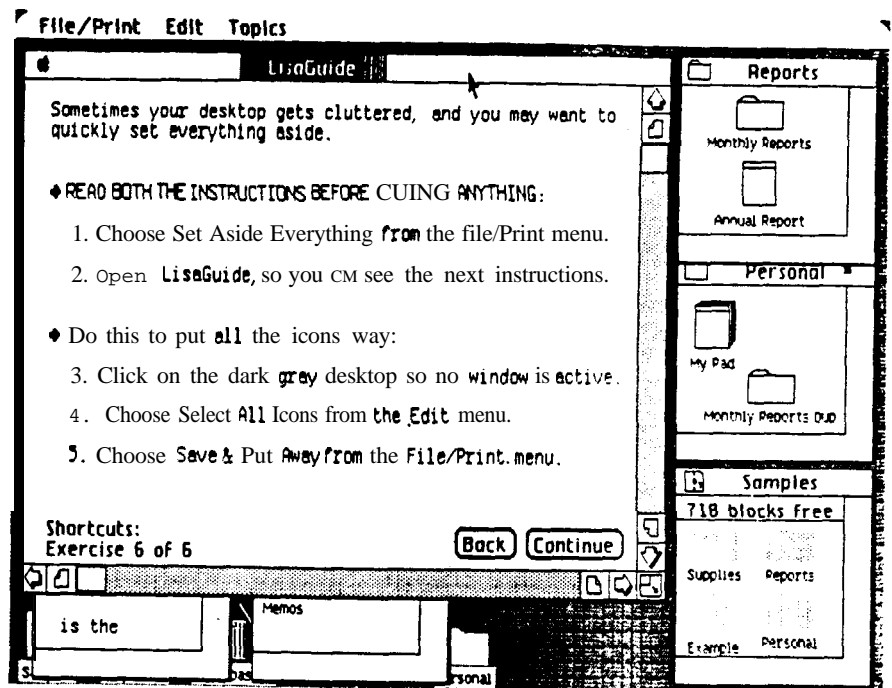 File/Print Edit Topics
LisaGuide
Sometimes your desktop gets cluttered, and you may want to
quickly set everything aside.
♦ READ BOTH THE INSTRUCTIONS BEFORE CUING ANYTHING:
1. Choose Set Aside Everything from the file/Print menu.
2. Open LisaGuide, so you CM see the next instructions.
♦ Do this to put all the icons way:
3. Click on the dark gray desktop so no window is active.
4. Choose Select All Icons from the Edit menu.
5. Choose Save & Put Away from the File/Print. menu.
Shortcuts:
Exercise 6 of 6
Back Continue
Reports
Monthly Reports
Annual Report
Personal
My Pad
Monthly Reports Dup
Samples
718 blocks free
Supplies Reports
Example Personal
is the
Memos
S
bas
rsonal